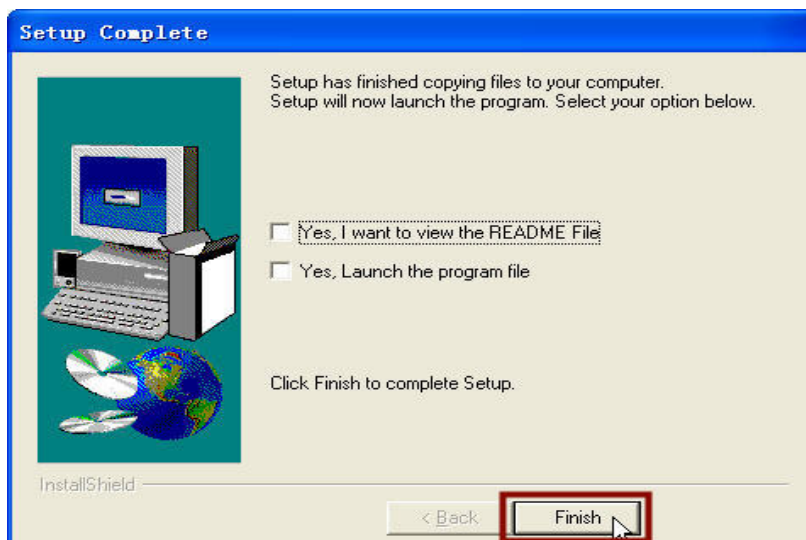 Setup Complete
Setup has finished copying files to your computer.
Setup will now launch the program. Select your option below.
Yes, I want to view the README File
Yes, Launch the program file
Click Finish to complete Setup.
InstallShield
< Back
Finish